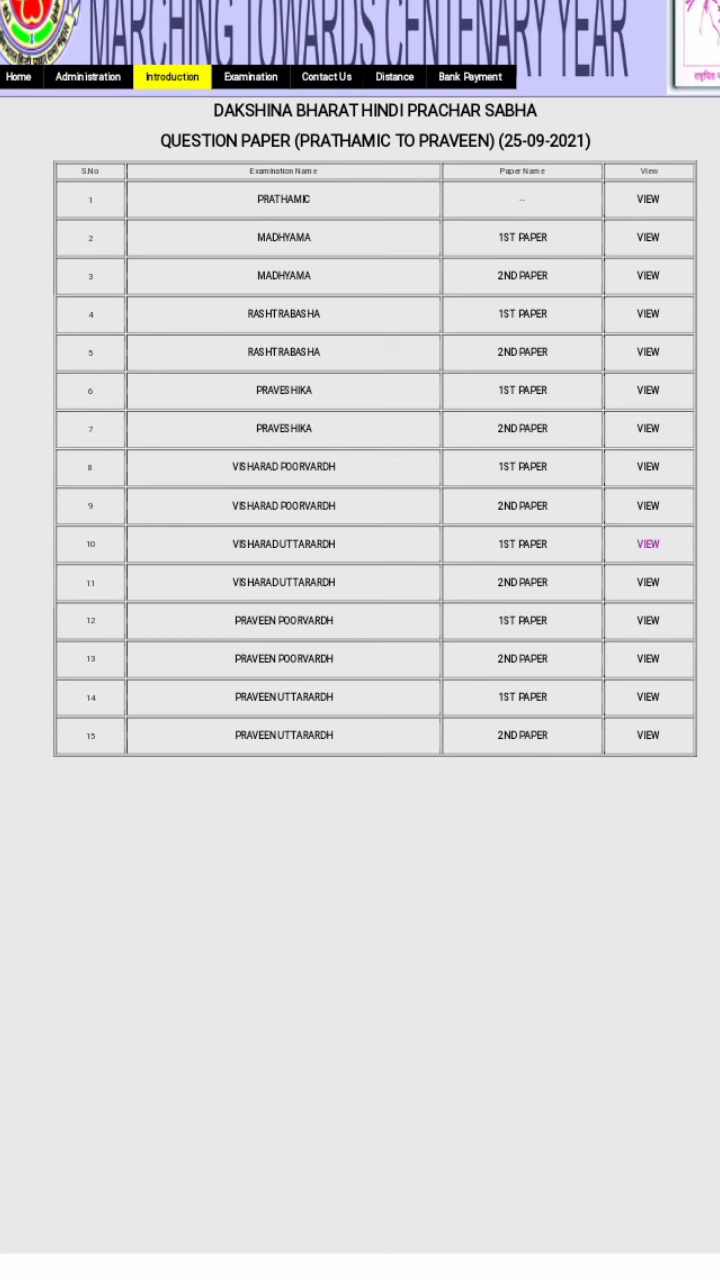 MARCHING TOWARDS CENTENARY YEAR
Home Administration Introduction Examination Contact Us Distance Bank Payment
DAKSHINA BHARAT HINDI PRACHAR SABHA
QUESTION PAPER (PRATHAMIC TO PRAVEEN) (25-09-2021)
S.No Examination Name Paper Name View
1 PRATHAMIC -- VIEW
2 MADHYAMA 1ST PAPER VIEW
3 MADHYAMA 2ND PAPER VIEW
4 RASHTRABASHA 1ST PAPER VIEW
5 RASHTRABASHA 2ND PAPER VIEW
6 PRAVESHIKA 1ST PAPER VIEW
7 PRAVESHIKA 2ND PAPER VIEW
8 VISHARAD POORVARDH 1ST PAPER VIEW
9 VISHARAD POORVARDH 2ND PAPER VIEW
10 VISHARAD UTTARARDH 1ST PAPER VIEW
11 VISHARAD UTTARARDH 2ND PAPER VIEW
12 PRAVEEN POORVARDH 1ST PAPER VIEW
13 PRAVEEN POORVARDH 2ND PAPER VIEW
14 PRAVEEN UTTARARDH 1ST PAPER VIEW
15 PRAVEEN UTTARARDH 2ND PAPER VIEW